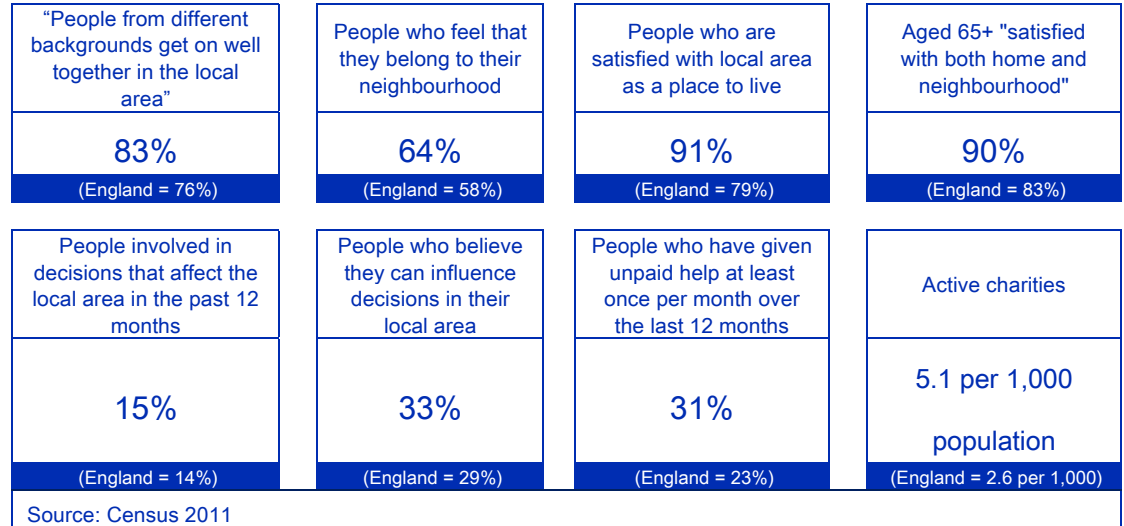 “People from different
backgrounds get on well
together in the local
area”
83%
(England = 76%)
People who feel that
they belong to their
neighbourhood
64%
(England = 58%)
People who are
satisfied with local area
as a place to live
91%
(England = 79%)
Aged 65+ "satisfied
with both home and
neighbourhood"
90%
(England = 83%)
People involved in
decisions that affect the
local area in the past 12
months
15%
(England = 14%)
People who believe
they can influence
decisions in their
local area
33%
(England = 29%)
People who have given
unpaid help at least
once per month over
the last 12 months
31%
(England = 23%)
Active charities
5.1 per 1,000
population
(England = 2.6 per 1,000)
Source: Census 2011